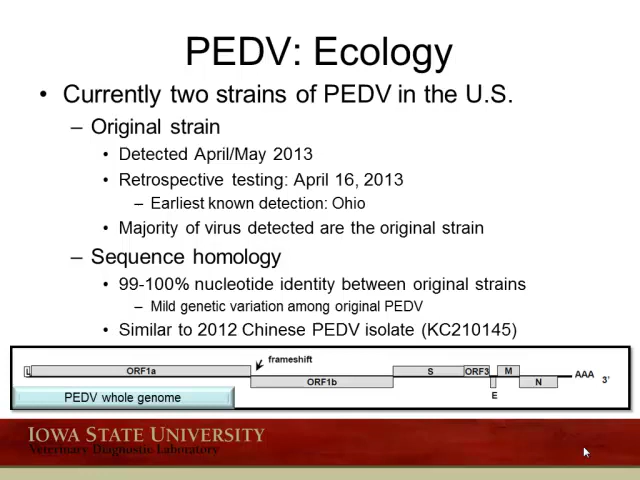 PEDV: Ecology
• Currently two strains of PEDV in the U.S.
– Original strain
• Detected April/May 2013
• Retrospective testing: April 16, 2013
– Earliest known detection: Ohio
• Majority of virus detected are the original strain
– Sequence homology
• 99-100% nucleotide identity between original strains
– Mild genetic variation among original PEDV
• Similar to 2012 Chinese PEDV isolate (KC210145)
frameshift
L ORF1a S ORF3 M AAA 3'
ORF1b E N
PEDV whole genome
IOWA STATE UNIVERSITY
Veterinary Diagnostic Laboratory